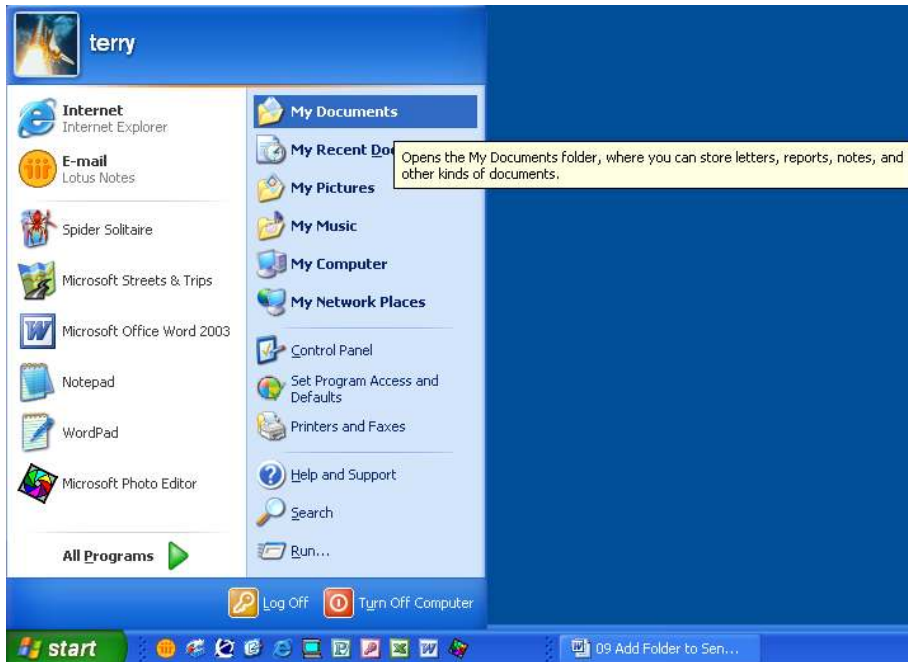 terry
Internet
Internet Explorer
E-mail
Lotus Notes
Spider Solitaire
Microsoft Streets & Trips
Microsoft Office Word 2003
Notepad
WordPad
Microsoft Photo Editor
All Programs
My Documents
My Recent Do
Opens the My Documents folder, where you can store letters, reports, notes, and
other kinds of documents.
My Pictures
My Music
My Computer
My Network Places
Control Panel
Set Program Access and
Defaults
Printers and Faxes
Help and Support
Search
Run...
Log Off
Turn Off Computer
start
09 Add Folder to Sen...